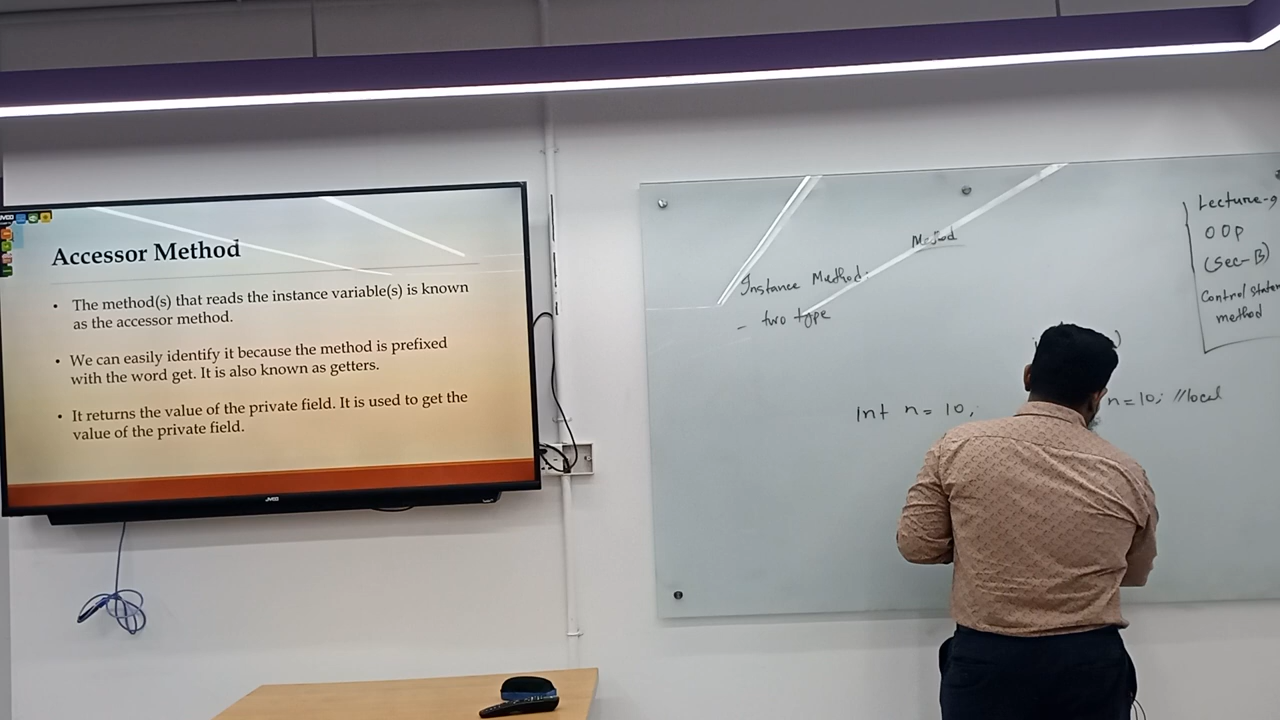 Accessor Method
• The method(s) that reads the instance variable(s) is known
as the accessor method.
• We can easily identify it because the method is prefixed
with the word get. It is also known as getters.
• It returns the value of the private field. It is used to get the
value of the private field.
JVCO
Method
Instance Method:
- two type
int n = 10;
n=10; //local
Lecture-9
OOP
(Sec-B)
Control
method